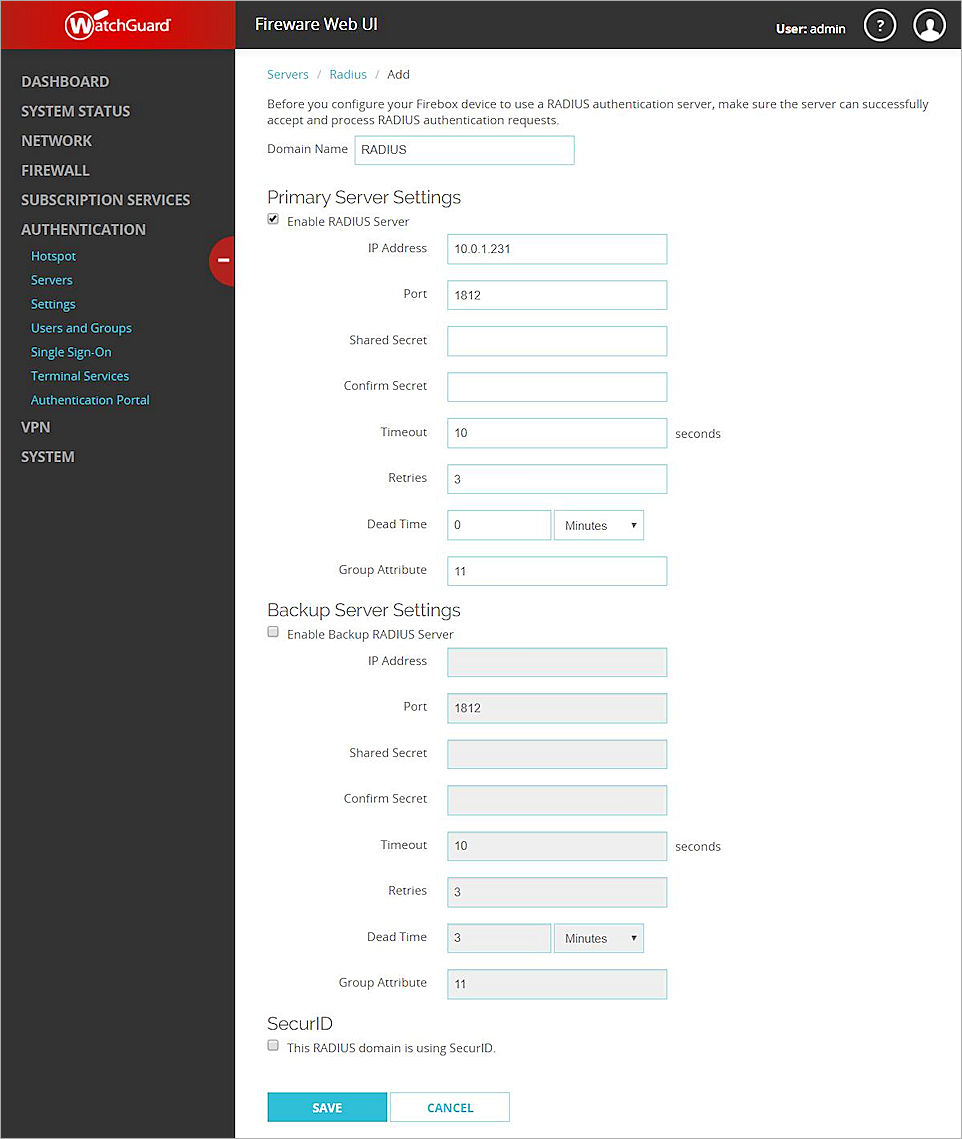 WatchGuard
Fireware Web UI
User: admin
?
DASHBOARD
SYSTEM STATUS
NETWORK
FIREWALL
SUBSCRIPTION SERVICES
AUTHENTICATION
Hotspot
Servers
Settings
Users and Groups
Single Sign-On
Terminal Services
Authentication Portal
VPN
SYSTEM
Servers / Radius / Add
Before you configure your Firebox device to use a RADIUS authentication server, make sure the server can successfully
accept and process RADIUS authentication requests.
Domain Name RADIUS
Primary Server Settings
Enable RADIUS Server
IP Address 10.0.1.231
Port 1812
Shared Secret
Confirm Secret
Timeout 10 seconds
Retries 3
Dead Time 0 Minutes
Group Attribute 11
Backup Server Settings
Enable Backup RADIUS Server
IP Address
Port 1812
Shared Secret
Confirm Secret
Timeout 10 seconds
Retries 3
Dead Time 3 Minutes
Group Attribute 11
SecurID
This RADIUS domain is using SecurID.
SAVE CANCEL